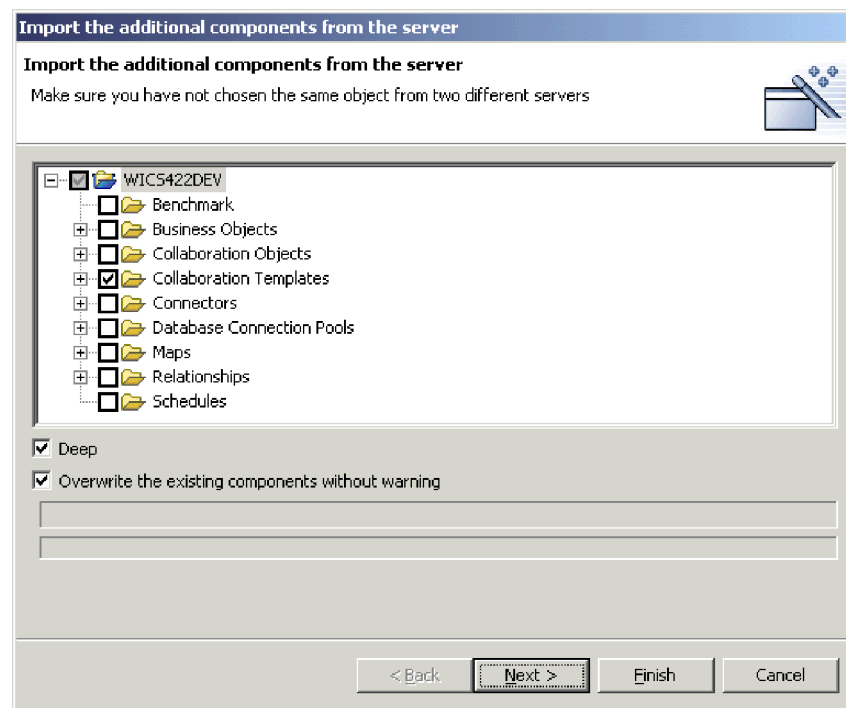 Import the additional components from the server
Import the additional components from the server
Make sure you have not chosen the same object from two different servers
WICS422DEV
Benchmark
Business Objects
Collaboration Objects
Collaboration Templates
Connectors
Database Connection Pools
Maps
Relationships
Schedules
Deep
Overwrite the existing components without warning
< Back
Next >
Finish
Cancel